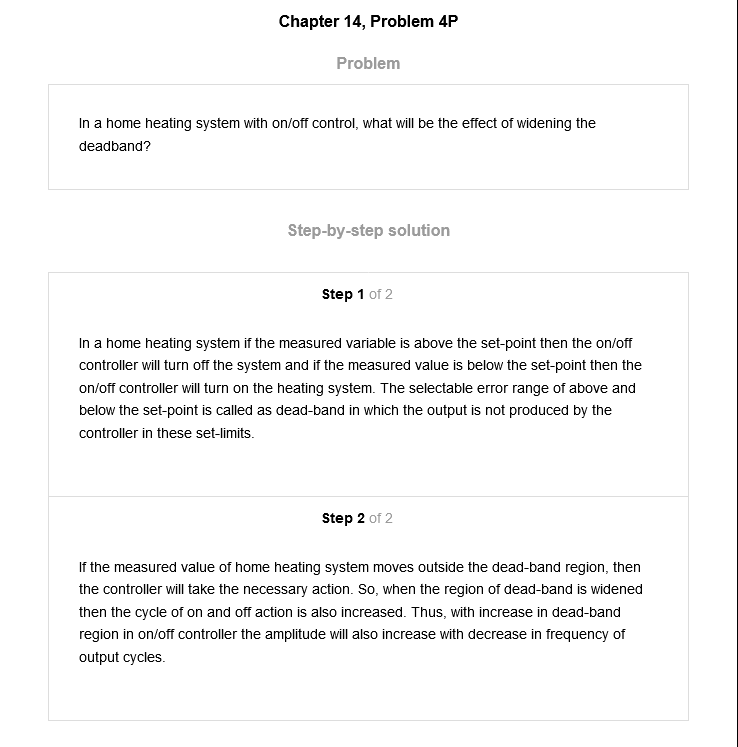 Chapter 14, Problem 4P
Problem
In a home heating system with on/off control, what will be the effect of widening the
deadband?
Step-by-step solution
Step 1 of 2
In a home heating system if the measured variable is above the set-point then the on/off
controller will turn off the system and if the measured value is below the set-point then the
on/off controller will turn on the heating system. The selectable error range of above and
below the set-point is called as dead-band in which the output is not produced by the
controller in these set-limits.
Step 2 of 2
If the measured value of home heating system moves outside the dead-band region, then
the controller will take the necessary action. So, when the region of dead-band is widened
then the cycle of on and off action is also increased. Thus, with increase in dead-band
region in on/off controller the amplitude will also increase with decrease in frequency of
output cycles.